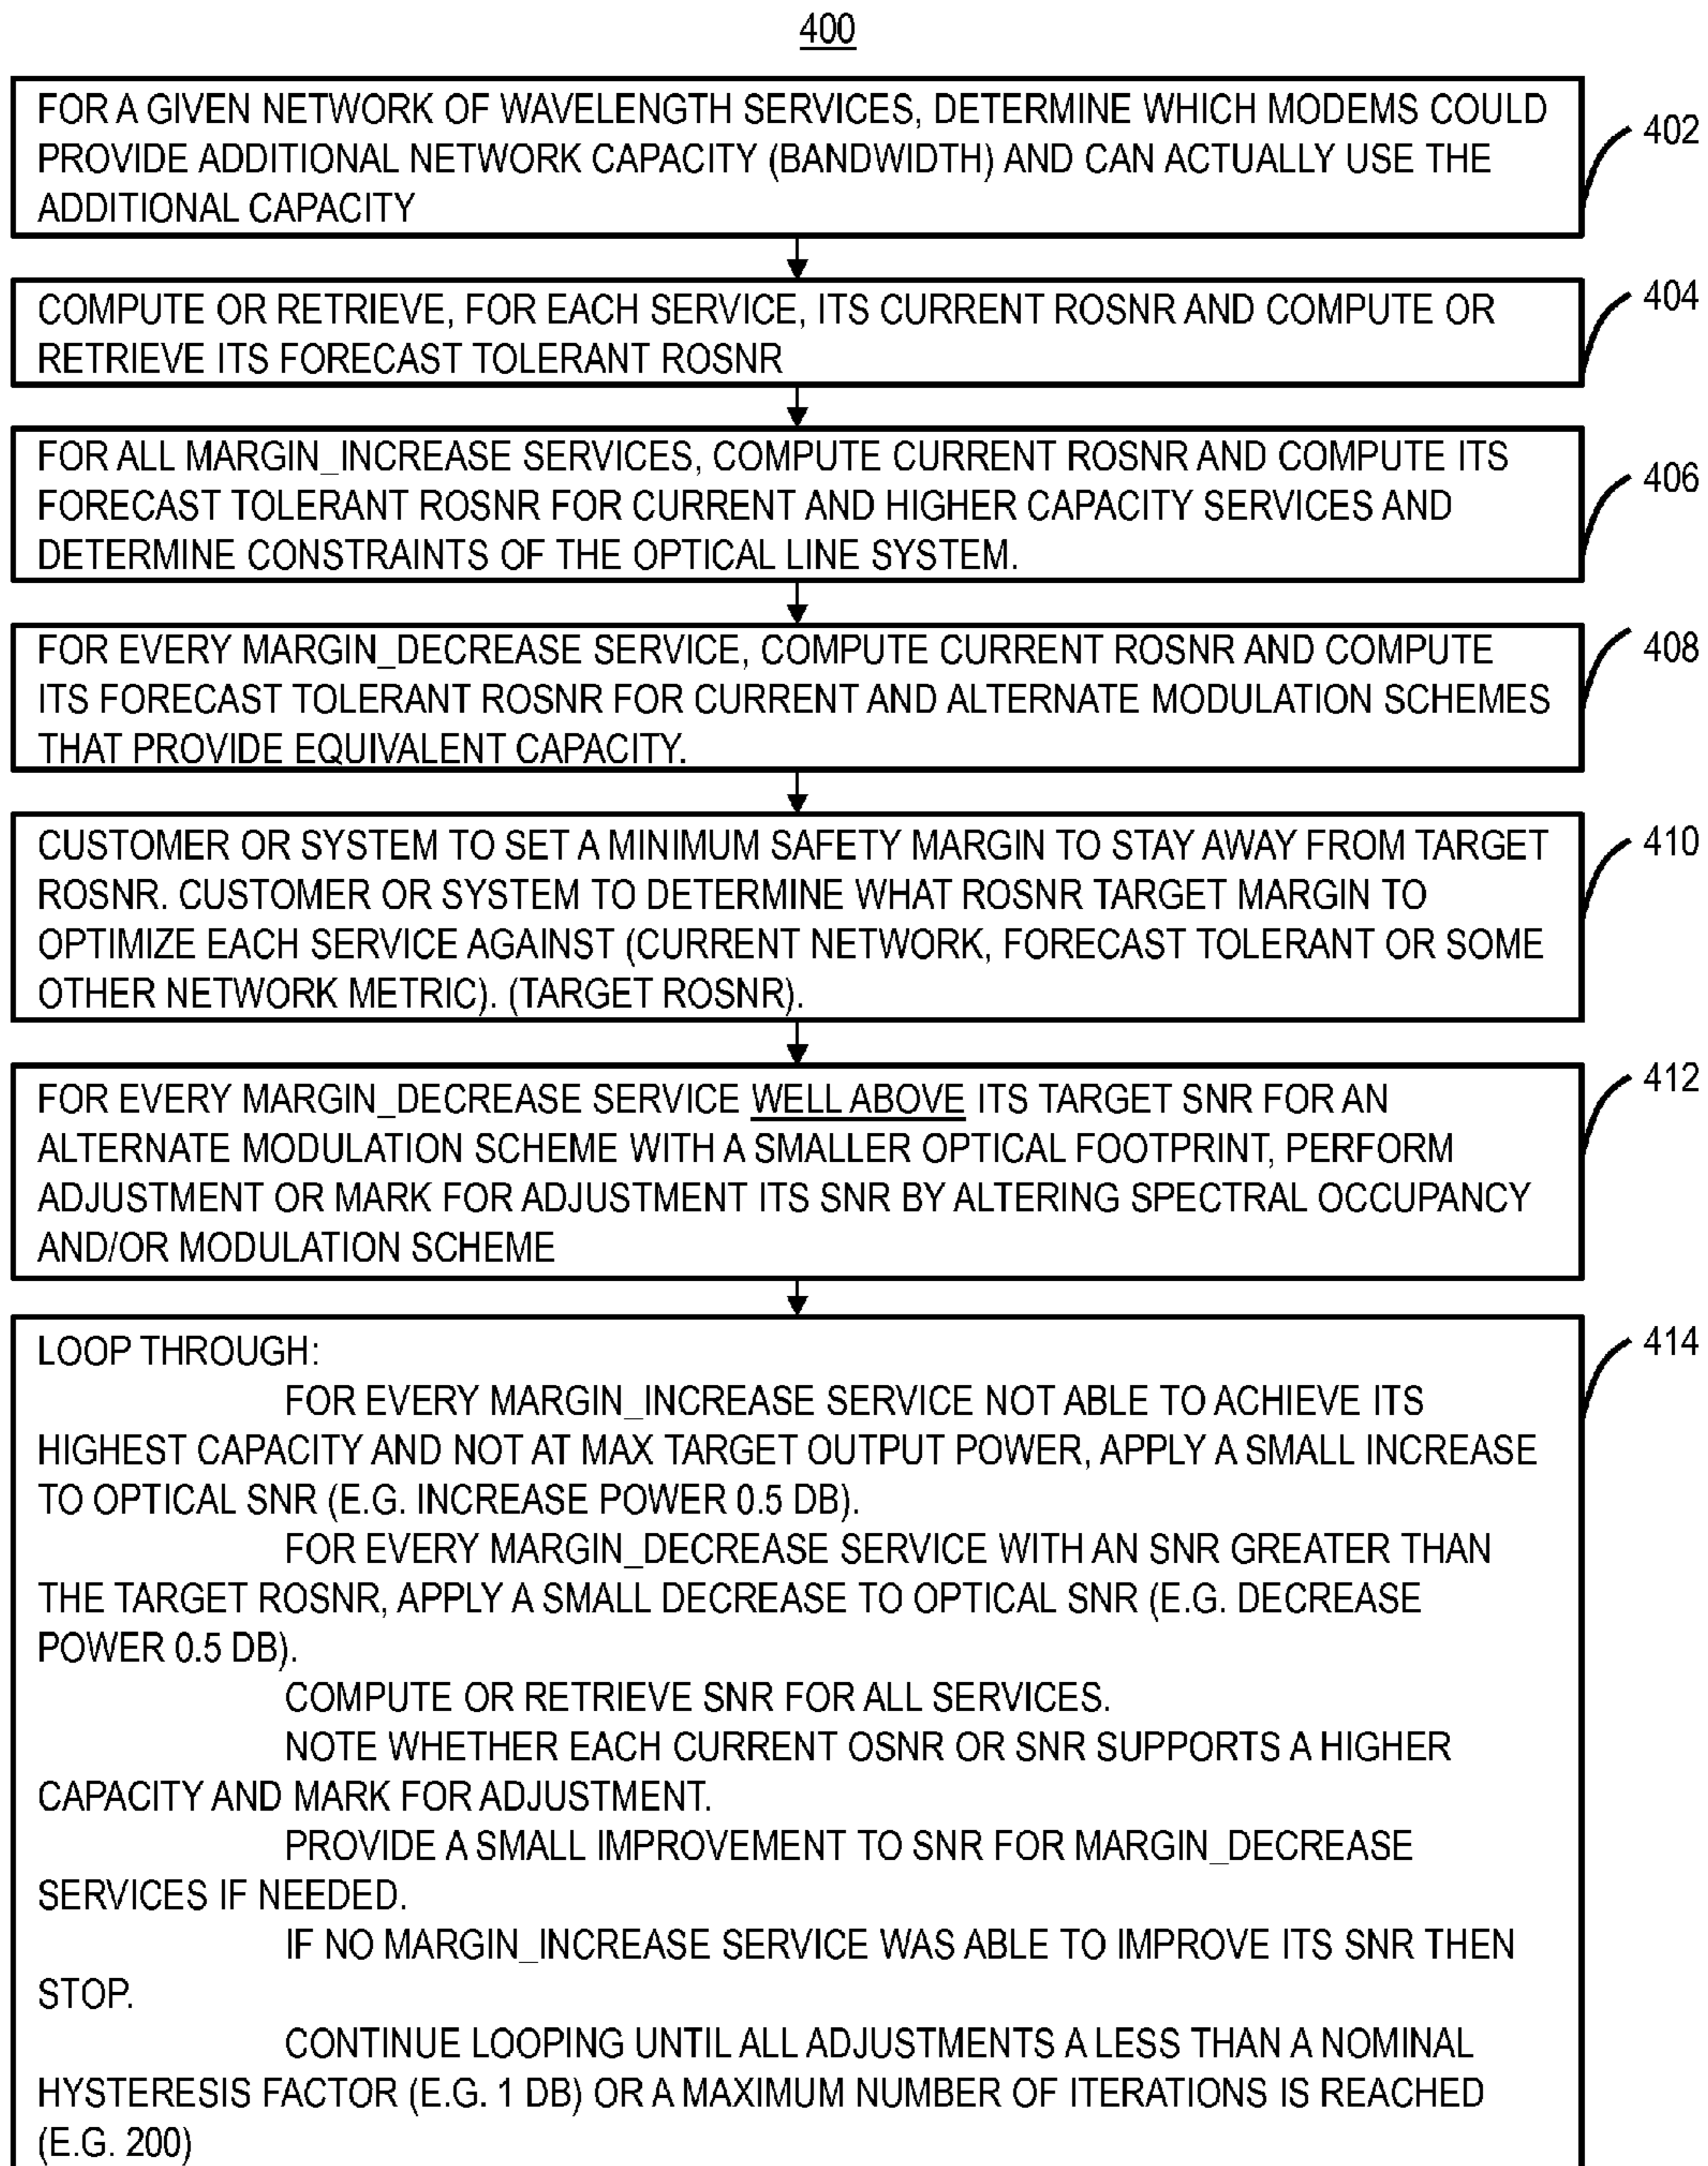 400
FOR A GIVEN NETWORK OF WAVELENGTH SERVICES, DETERMINE WHICH MODEMS COULD
PROVIDE ADDITIONAL NETWORK CAPACITY (BANDWIDTH) AND CAN ACTUALLY USE THE
ADDITIONAL CAPACITY
402
COMPUTE OR RETRIEVE, FOR EACH SERVICE, ITS CURRENT ROSNR AND COMPUTE OR
RETRIEVE ITS FORECAST TOLERANT ROSNR
404
FOR ALL MARGIN_INCREASE SERVICES, COMPUTE CURRENT ROSNR AND COMPUTE ITS
FORECAST TOLERANT ROSNR FOR CURRENT AND HIGHER CAPACITY SERVICES AND
DETERMINE CONSTRAINTS OF THE OPTICAL LINE SYSTEM.
406
FOR EVERY MARGIN_DECREASE SERVICE, COMPUTE CURRENT ROSNR AND COMPUTE
ITS FORECAST TOLERANT ROSNR FOR CURRENT AND ALTERNATE MODULATION SCHEMES
THAT PROVIDE EQUIVALENT CAPACITY.
408
CUSTOMER OR SYSTEM TO SET A MINIMUM SAFETY MARGIN TO STAY AWAY FROM TARGET
ROSNR. CUSTOMER OR SYSTEM TO DETERMINE WHAT ROSNR TARGET MARGIN TO
OPTIMIZE EACH SERVICE AGAINST (CURRENT NETWORK, FORECAST TOLERANT OR SOME
OTHER NETWORK METRIC). (TARGET ROSNR).
410
FOR EVERY MARGIN_DECREASE SERVICE WELL ABOVE ITS TARGET SNR FOR AN
ALTERNATE MODULATION SCHEME WITH A SMALLER OPTICAL FOOTPRINT, PERFORM
ADJUSTMENT OR MARK FOR ADJUSTMENT ITS SNR BY ALTERING SPECTRAL OCCUPANCY
AND/OR MODULATION SCHEME
412
LOOP THROUGH:
FOR EVERY MARGIN_INCREASE SERVICE NOT ABLE TO ACHIEVE ITS
HIGHEST CAPACITY AND NOT AT MAX TARGET OUTPUT POWER, APPLY A SMALL INCREASE
TO OPTICAL SNR (E.G. INCREASE POWER 0.5 DB).
FOR EVERY MARGIN_DECREASE SERVICE WITH AN SNR GREATER THAN
THE TARGET ROSNR, APPLY A SMALL DECREASE TO OPTICAL SNR (E.G. DECREASE
POWER 0.5 DB).
COMPUTE OR RETRIEVE SNR FOR ALL SERVICES.
NOTE WHETHER EACH CURRENT OSNR OR SNR SUPPORTS A HIGHER
CAPACITY AND MARK FOR ADJUSTMENT.
PROVIDE A SMALL IMPROVEMENT TO SNR FOR MARGIN_DECREASE
SERVICES IF NEEDED.
IF NO MARGIN_INCREASE SERVICE WAS ABLE TO IMPROVE ITS SNR THEN
STOP.
CONTINUE LOOPING UNTIL ALL ADJUSTMENTS A LESS THAN A NOMINAL
HYSTERESIS FACTOR (E.G. 1 DB) OR A MAXIMUM NUMBER OF ITERATIONS IS REACHED
(E.G. 200)
414